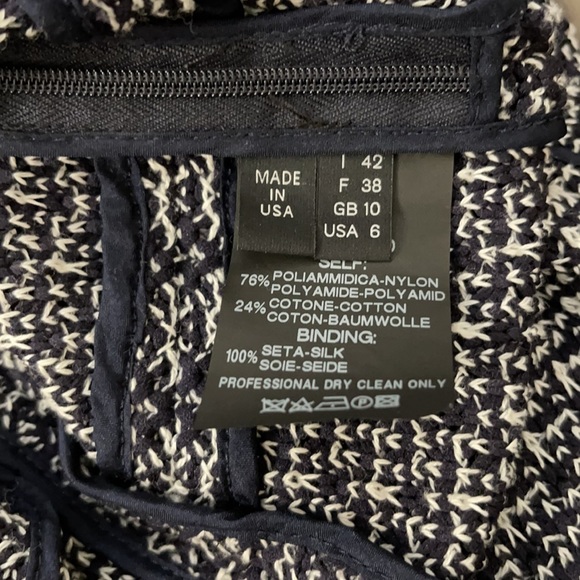 MADE
IN
USA
I 42
F 38
GB 10
USA 6
SELF:
76% POLIAMMIDICA-NYLON
POLYAMIDE-POLYAMID
24% COTONE-COTTON
COTON-BAUMWOLLE
BINDING:
100% SETA-SILK
SOIE-SEIDE
PROFESSIONAL DRY CLEAN ONLY